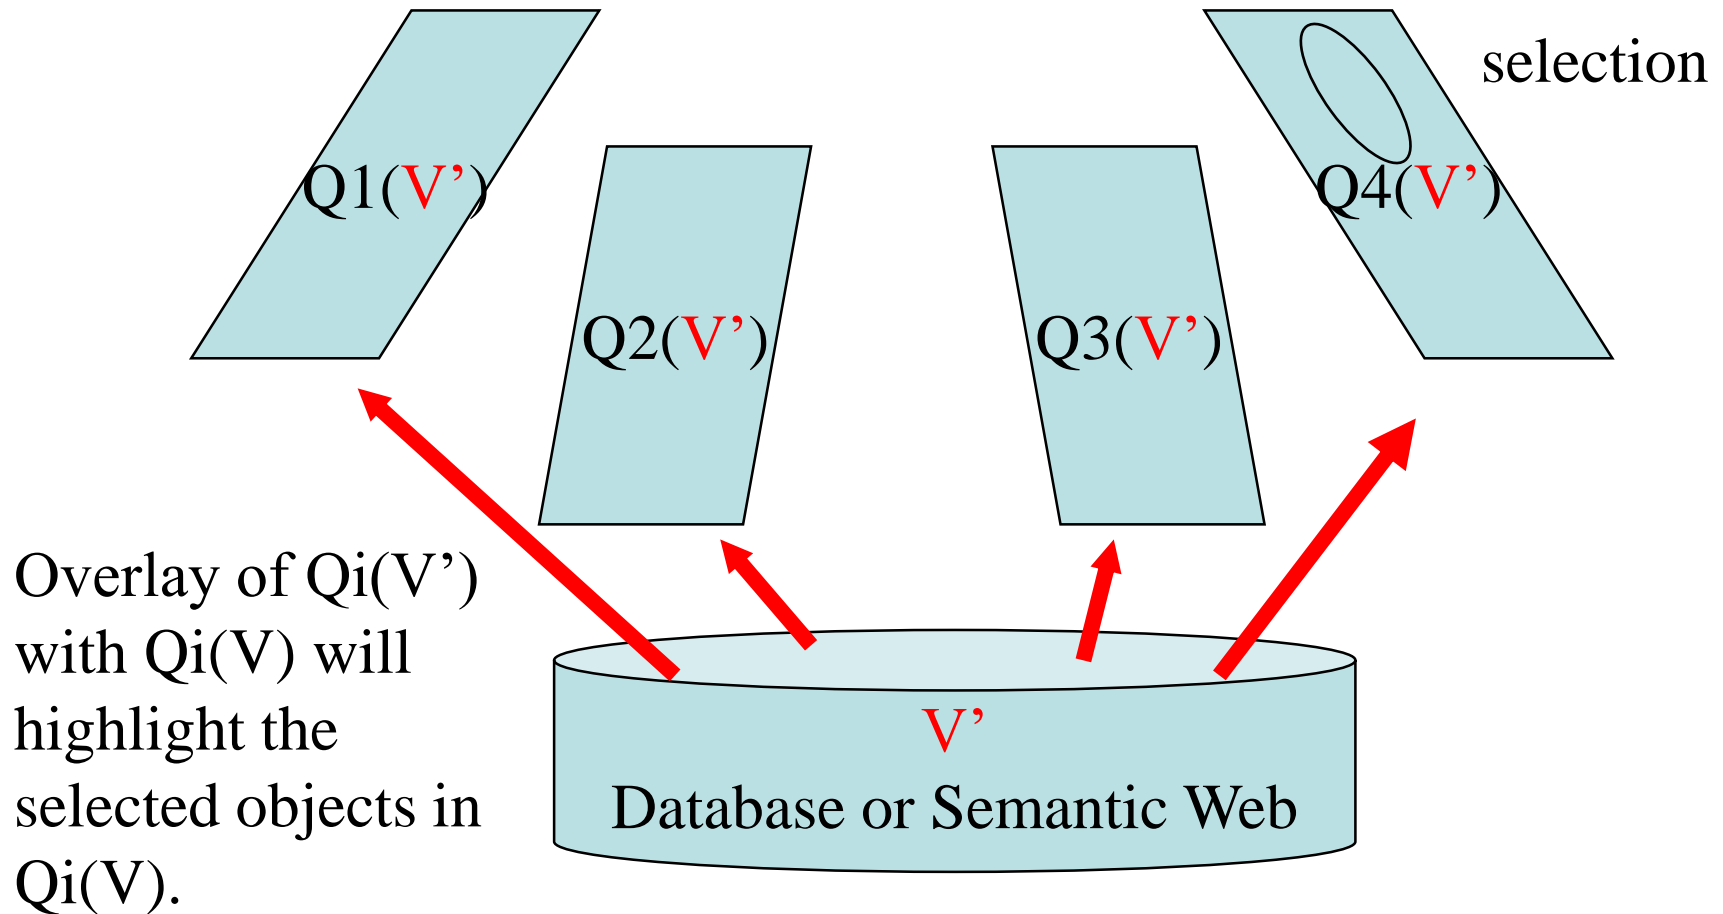 selection
Q1(V’)
Q4(V’)
Q2(V’)
Q3(V’)
Overlay of Qi(V’)
with Qi(V) will
highlight the
selected objects in
Qi(V).
V’
Database or Semantic Web